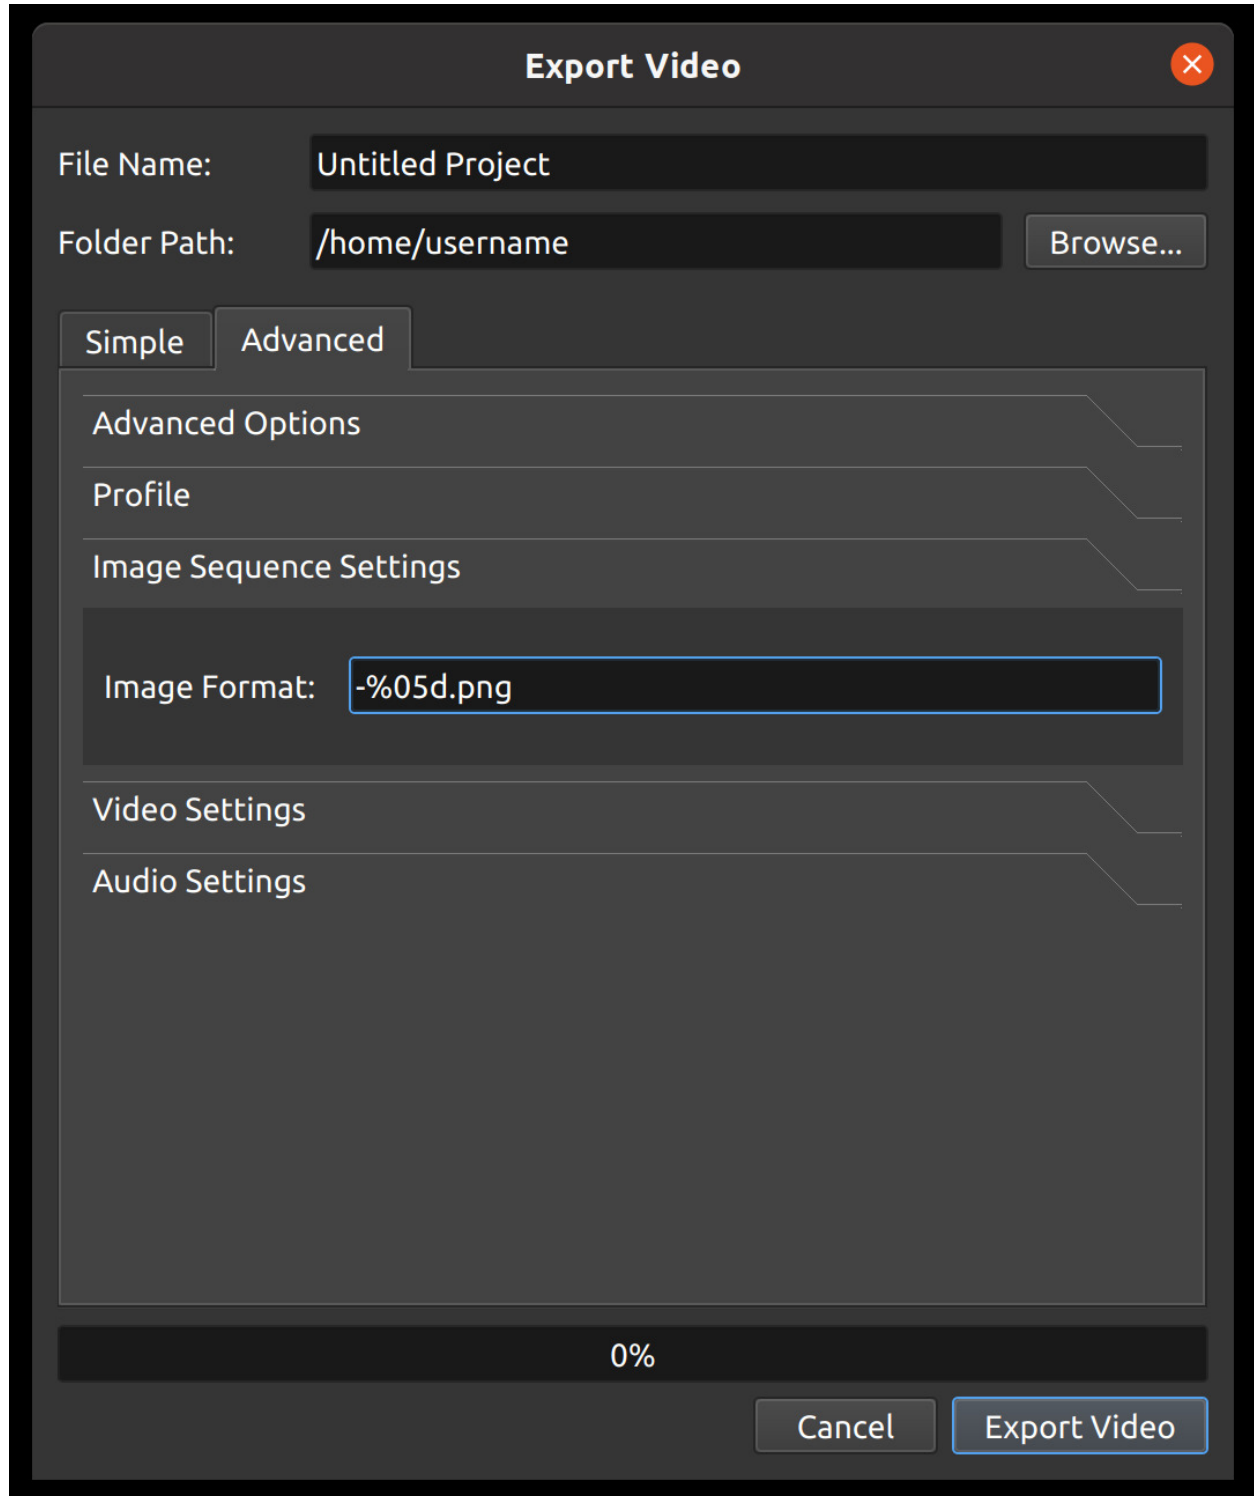 Export Video
File Name: Untitled Project
Folder Path: /home/username Browse...
Simple Advanced
Advanced Options
Profile
Image Sequence Settings
Image Format: -%05d.png
Video Settings
Audio Settings
0%
Cancel Export Video